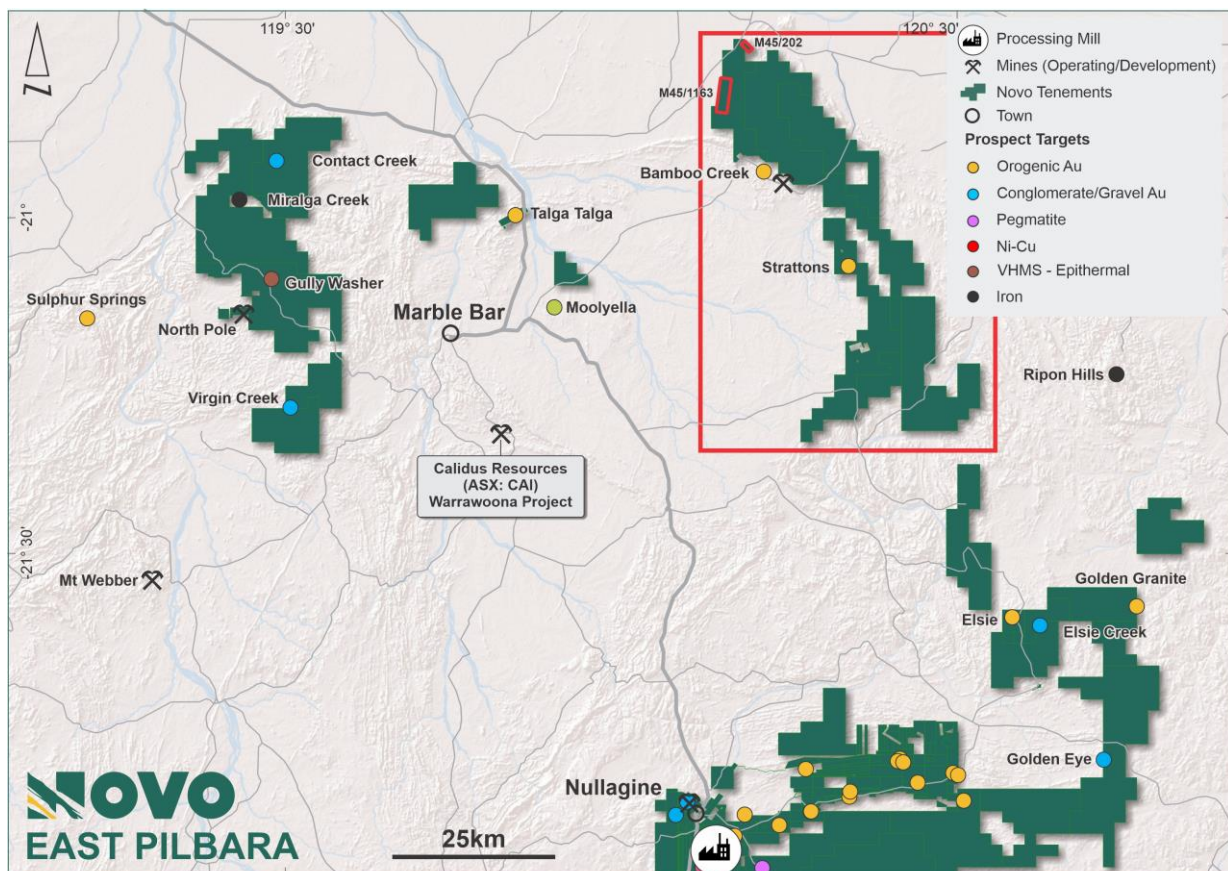 119° 30'
120° 30'
Z
M45/202
M45/1163
Processing Mill
Mines (Operating/Development)
Novo Tenements
Town
Prospect Targets
Orogenic Au
Conglomerate/Gravel Au
Pegmatite
Ni-Cu
VHMS - Epithermal
Iron
Contact Creek
Miralga Creek
Bamboo Creek
-21°
Talga Talga
Strattons
Gully Washer
Sulphur Springs
North Pole
Marble Bar
Moolyella
Ripon Hills
Virgin Creek
Calidus Resources
(ASX: CAI)
Warrawoona Project
-21° 30'
Mt Webber
Golden Granite
Elsie
Elsie Creek
Golden Eye
Nullagine
NOVO
EAST PILBARA
25km